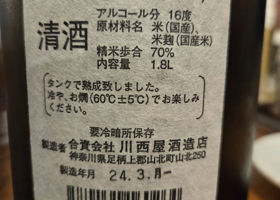 アルコール分 16度
清酒
原材料名 米(国産)、
米麹(国産米)
精米歩合 70%
内容量 1.8L
タンクで熟成致しました。
冷や、お燗(60℃±5℃)でお楽しみ
ください。
要冷暗所保存
製造者 合資会社 川西屋酒造店
神奈川県足柄上郡山北町山北250
製造年月 24.3.月